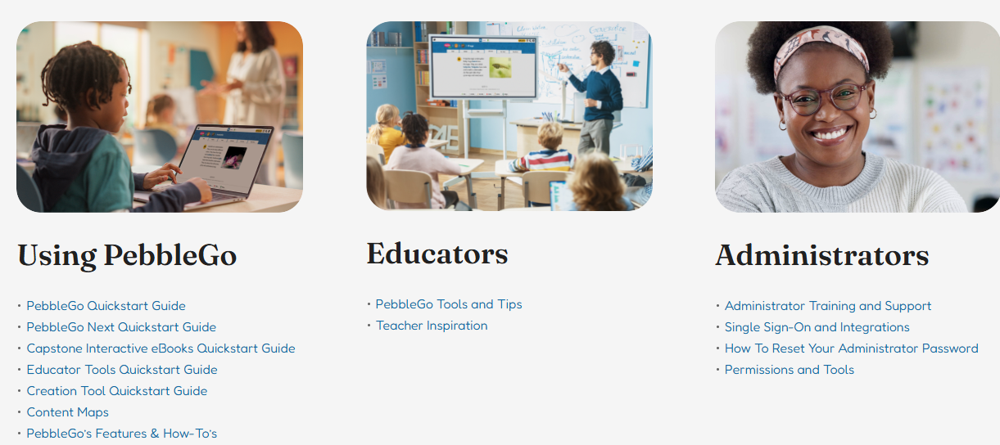 Using PebbleGo
PebbleGo Quickstart Guide
PebbleGo Next Quickstart Guide
Capstone Interactive eBooks Quickstart Guide
Educator Tools Quickstart Guide
Creation Tool Quickstart Guide
Content Maps
PebbleGo's Features & How-To's
Educators
PebbleGo Tools and Tips
Teacher Inspiration
Administrators
Administrator Training and Support
Single Sign-On and Integrations
How To Reset Your Administrator Password
Permissions and Tools